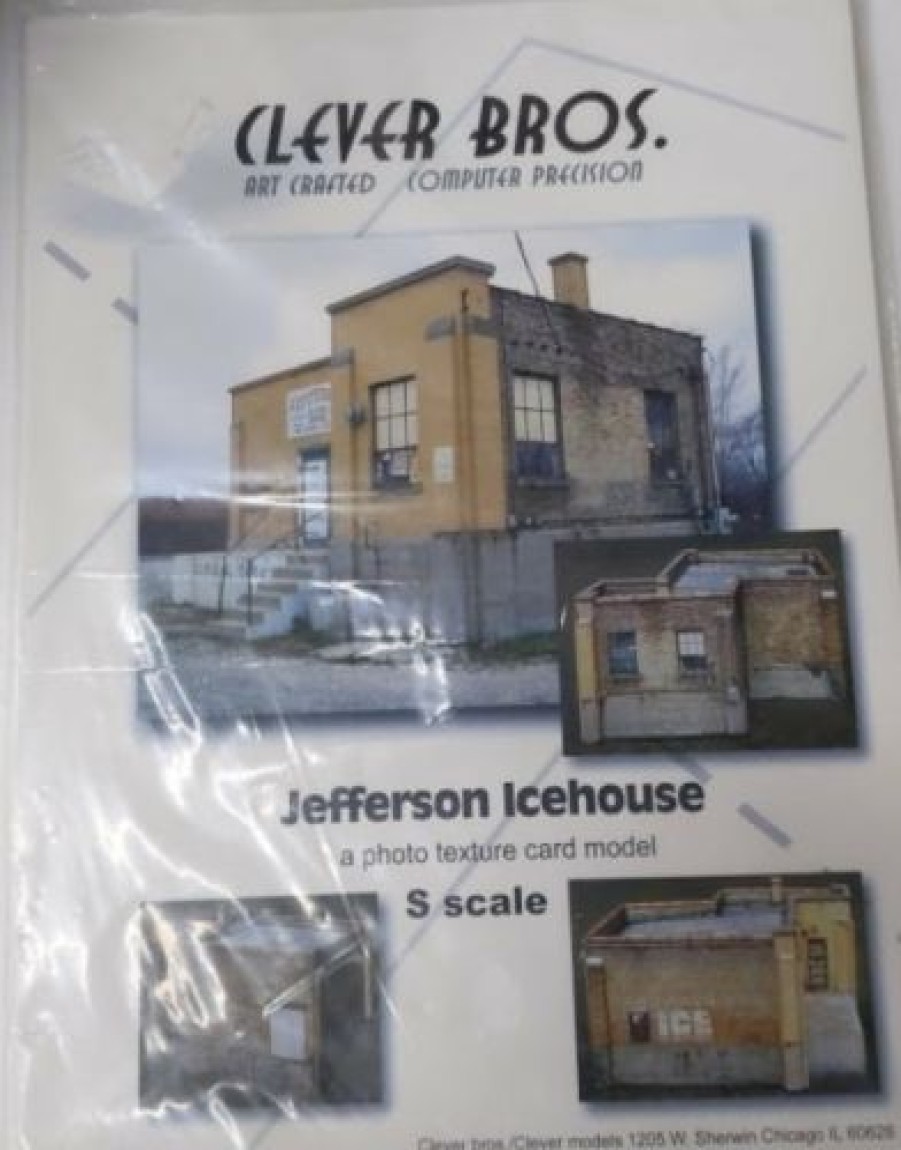 CLEVER BROS.
ART CRAFTED COMPUTER PRECISION
Jefferson Icehouse
a photo texture card model
S scale
ICE
Clever bros./Clever models 1205 W. Sherwin Chicago IL 60626